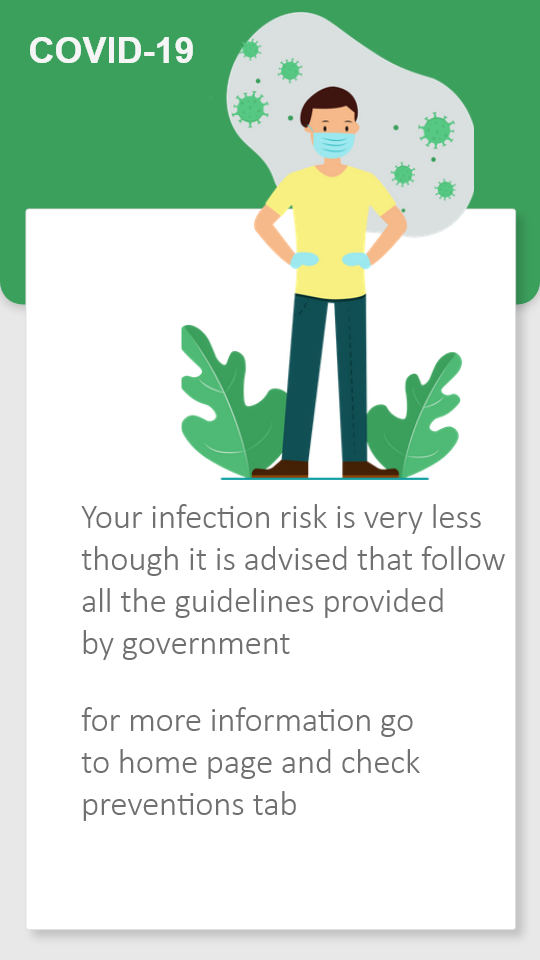 COVID-19
Your infection risk is very less
though it is advised that follow
all the guidelines provided
by government
for more information go
to home page and check
preventions tab